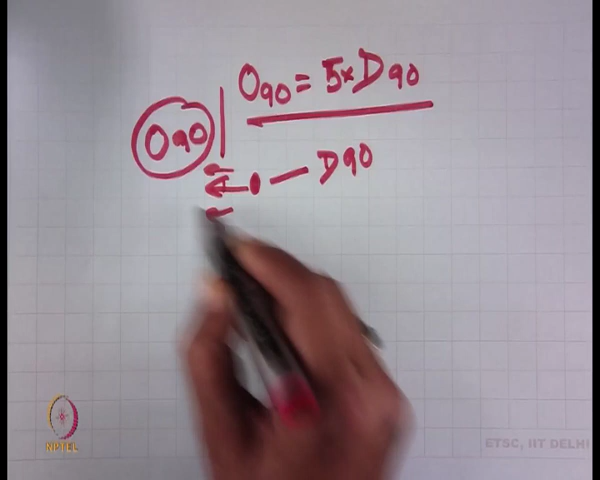 O90 = 5×D90
O90
D90
NPTEL
ETSC, IIT DELHI